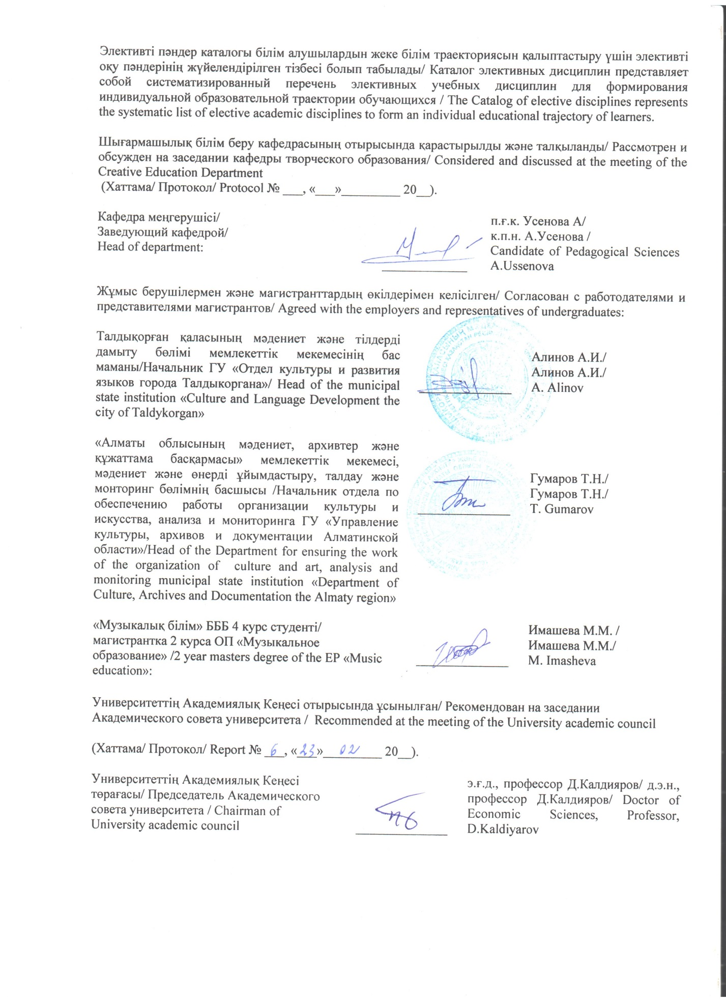 Элективті пәндер каталогы білім алушылардын жеке білім траекториясын қалыптастыру үшін элективті
оқу пәндерінің жүйелендірілген тізбесі болып табылады/ Каталог элективных дисциплин представляет
собой систематизированный перечень элективных учебных дисциплин для формирования
индивидуальной образовательной траектории обучающихся / The Catalog of elective disciplines represents
the systematic list of elective academic disciplines to form an individual educational trajectory of learners.
Шығармашылық білім беру кафедрасының отырысында қарастырылды және талқыланды/ Рассмотрен и
обсужден на заседании кафедры творческого образования/ Considered and discussed at the meeting of the
Creative Education Department
(Хаттама/ Протокол/ Protocol № ___, «___»_________ 20__).
Кафедра меңгерушісі/
Заведующий кафедрой/
Head of department:
п.ғ.к. Усенова А/
к.п.н. А.Усенова /
Candidate of Pedagogical Sciences
A.Ussenova
Жұмыс берушілермен және магистранттардың өкілдерімен келісілген/ Согласован с работодателями и
представителями магистрантов/ Agreed with the employers and representatives of undergraduates:
Талдықорған қаласының мәдениет және тілдерді
дамыту бөлімі мемлекеттік мекемесінің бас
маманы/Начальник ГУ «Отдел культуры и развития
языков города Талдыкоргана»/ Head of the municipal
state institution «Culture and Language Development the
city of Taldykorgan»
Алинов А.И./
Алинов А.И./
A. Alinov
«Алматы облысының мәдениет, архивтер және
құжаттама басқармасы» мемлекеттік мекемесі,
мәдениет және өнерді ұйымдастыру, талдау және
монторинг бөлімнің басшысы /Начальник отдела по
обеспечению работы организации культуры и
искусства, анализа и мониторинга ГУ «Управление
культуры, архивов и документации Алматинской
области»/Head of the Department for ensuring the work
of the organization of culture and art, analysis and
monitoring municipal state institution «Department of
Culture, Archives and Documentation the Almaty region»
Гумаров Т.Н./
Гумаров Т.Н./
T. Gumarov
«Музыкалық білім» БББ 4 курс студенті/
магистрантка 2 курса ОП «Музыкальное
образование» /2 year masters degree of the EP «Music
education»:
Имашева М.М. /
Имашева М.М./
M. Imasheva
Университеттің Академиялық Кеңесі отырысында ұсынылған/ Рекомендован на заседании
Академического совета университета / Recommended at the meeting of the University academic council
(Хаттама/ Протокол/ Report № 6, «23» 02 20__).
Университеттің Академиялық Кеңесі
төрағасы/ Председатель Академического
совета университета / Chairman of
University academic council
э.ғ.д., профессор Д.Калдияров/ д.э.н.,
профессор Д.Калдияров/ Doctor of
Economic Sciences, Professor,
D.Kaldiyarov